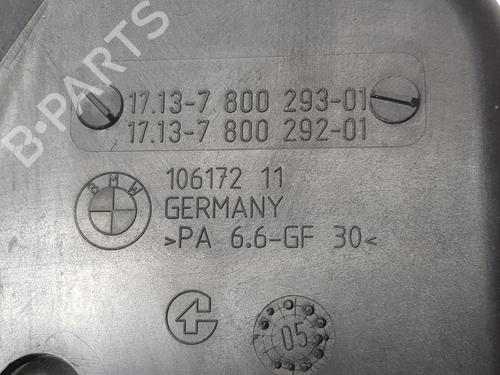 B-PARTS
17.13-7 800 293-01
17.13-7 800 292-01
BMW
106172 11
GERMANY
>PA 6.6-GF 30<
05